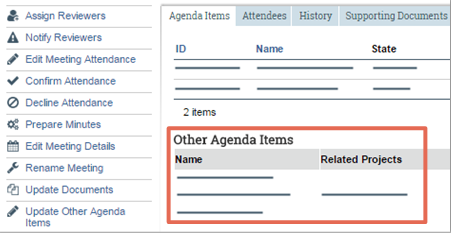 Assign Reviewers
Notify Reviewers
Edit Meeting Attendance
Confirm Attendance
Decline Attendance
Prepare Minutes
Edit Meeting Details
Rename Meeting
Update Documents
Update Other Agenda
Items
Agenda Items Attendees History Supporting Documents
ID Name State
2 items
Other Agenda Items
Name Related Projects